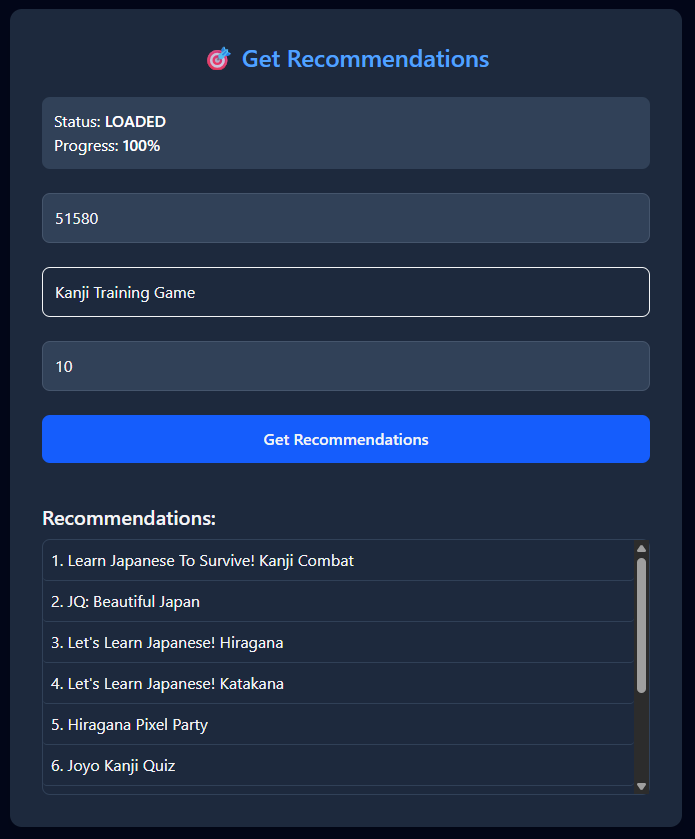 Get Recommendations
Status: LOADED
Progress: 100%
51580
Kanji Training Game
10
Get Recommendations
Recommendations:
1. Learn Japanese To Survive! Kanji Combat
2. JQ: Beautiful Japan
3. Let's Learn Japanese! Hiragana
4. Let's Learn Japanese! Katakana
5. Hiragana Pixel Party
6. Joyo Kanji Quiz